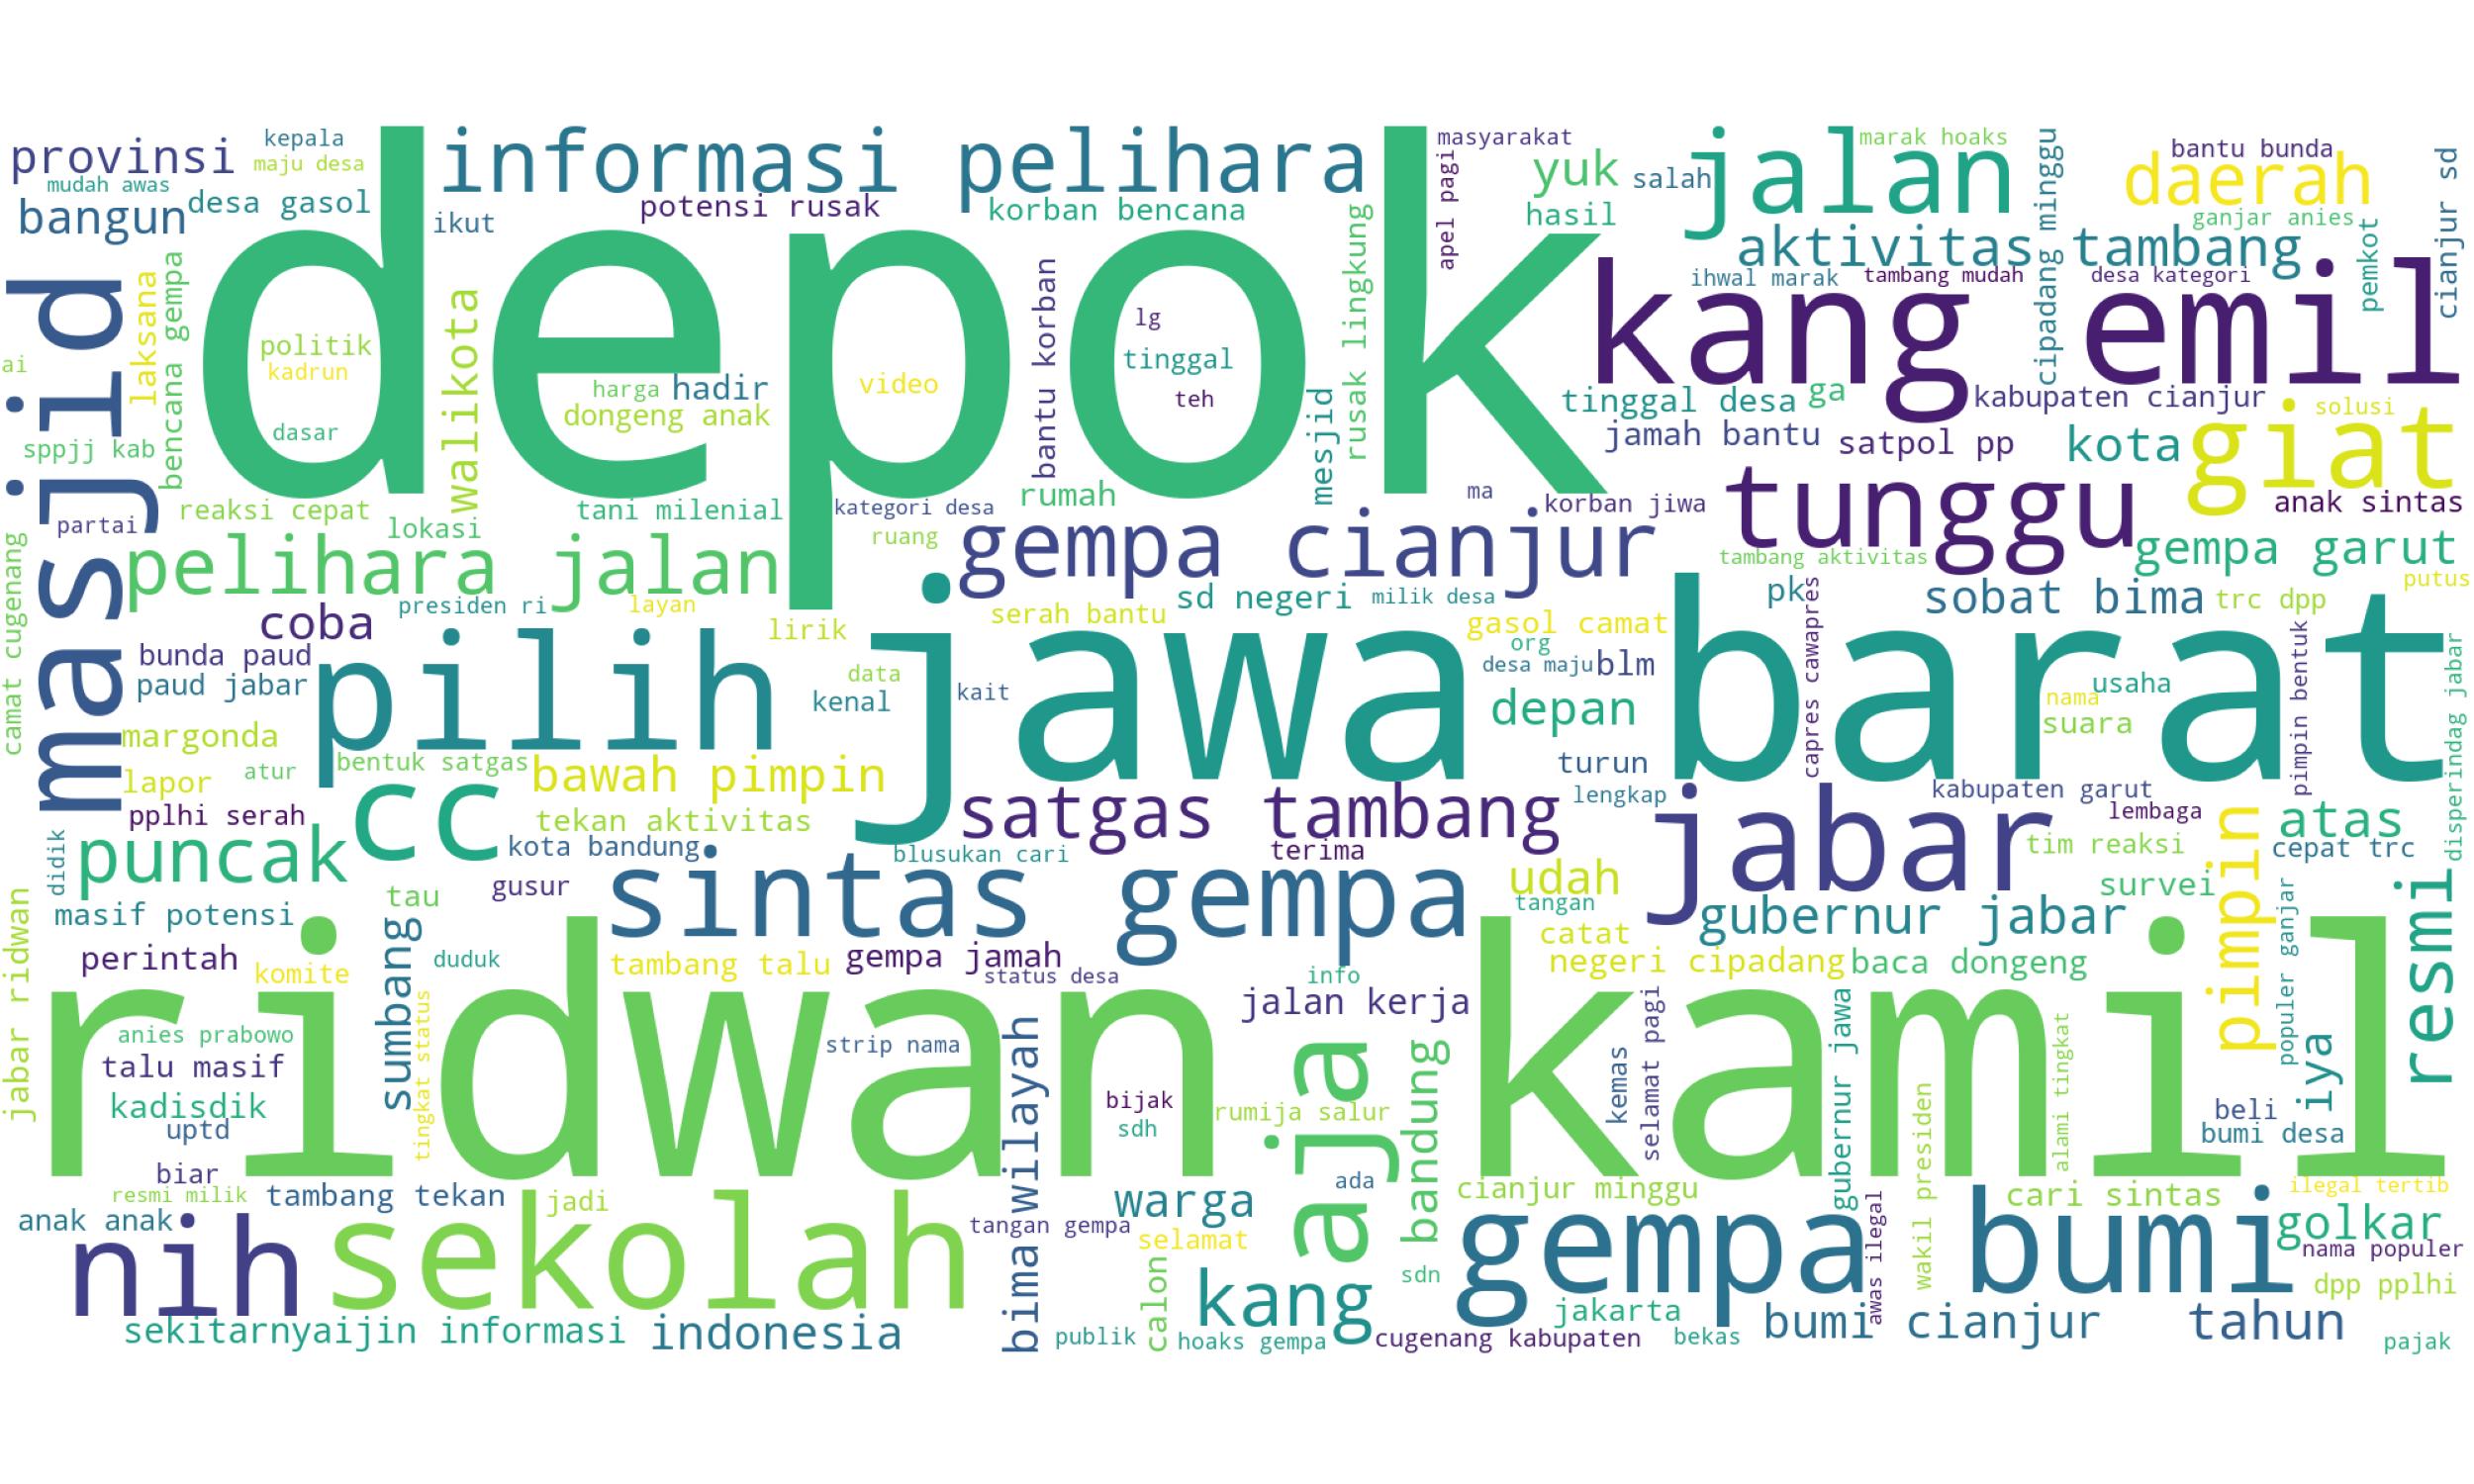 provinsi
kepala
maju desa
mudah awas
bangun
desa gasol
informasi pelihara
ikut
potensi rusak
korban bencana
masyarakat
apel pagi
yuk
salah
hasil
jalan
marak hoaks
cipadang minggu
bantu bunda
daerah
ganjar anies
cianjur sd
pemkot
aktivitas tambang
ihwal marak
tambang mudah
desa kategori
depok
kang emil
masjid
laksana
bencana gempa
ai
sppjj kab
politik
kadrun
dasar
walikota
harga
hadir
dongeng anak
video
bantu korban
lg
tinggal
teh
mesjid
rusak lingkung
tinggal desa
ga
kabupaten cianjur
solusi
jamah bantu
satpol pp
kota
giat
anak sintas
partai
reaksi cepat
lokasi
tani milenial
kategori desa
ruang
rumah
ma
korban jiwa
tunggu
gempa garut
tambang aktivitas
putus
camat cugenang
pelihara jalan
gempa cianjur
coba
presiden ri
layan
lirik
serah bantu
sd negeri
milik desa
gasol camat
pk
capres cawapres
sobat bima
trc dpp
bunda paud
paud jabar
pilih
data
kenal
kait
jawa barat
org
desa maju
blm
depan
usaha
nama
suara
pimpin bentuk
disperindag jabar
margonda
lapor
atur
bentuk satgas
bawah pimpin
turun
lengkap
kabupaten garut
lembaga
pplhi serah
cc
tekan aktivitas
satgas tambang
jabar
pimpin
atas
didik
puncak
kota bandung
blusukan cari
terima
tim reaksi
cepat trc
tau
gusur
sintas gempa
udah
tangan
survei
masif potensi
gubernur jabar
resmi
populer ganjar
jabar ridwan
perintah
komite
sumbang
duduk
tambang talu
gempa jamah
status desa
info
catat
negeri cipadang
baca dongeng
ridwan kamil
jalan kerja
anies prabowo
talu masif
kadisdik
uptd
tingkat status
strip nama
bima wilayah
bijak
sdh
rumija salur
aja
bandung
kemas
selamat pagi
gubernur jawa
wakil presiden
alami tingkat
iya
beli
bumi desa
biar
resmi milik
tambang tekan
jadi
anak anak
nih
sekolah
tangan gempa
warga
selamat
ada
cianjur minggu
cari sintas
ilegal tertib
golkar
nama populer
gempa bumi
awas ilegal
dpp pplhi
calon
kang
sdn
jakarta
sekitarnyaijin informasi
indonesia
publik
hoaks gempa
cugenang kabupaten
bekas
bumi cianjur
tahun
pajak